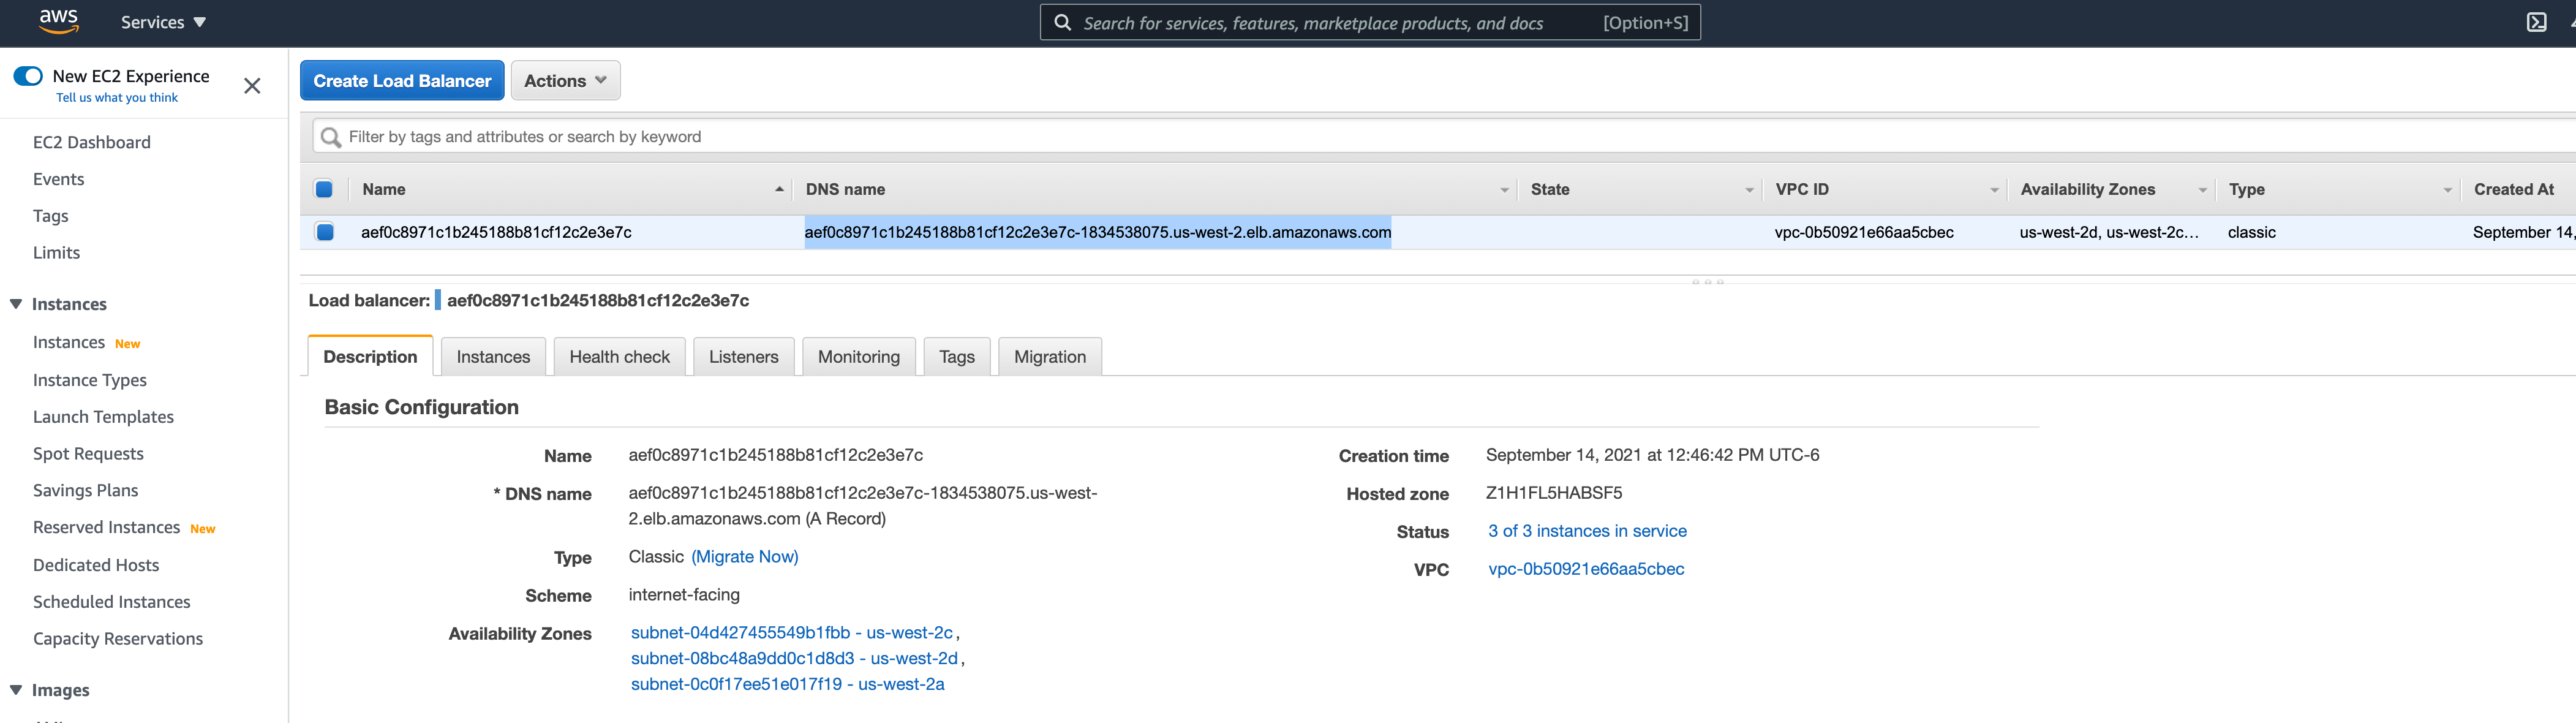 aws
Services
Search for services, features, marketplace products, and docs [Option+S]
New EC2 Experience
Tell us what you think
EC2 Dashboard
Events
Tags
Limits
Instances
Instances New
Instance Types
Launch Templates
Spot Requests
Savings Plans
Reserved Instances New
Dedicated Hosts
Scheduled Instances
Capacity Reservations
Images
Create Load Balancer Actions
Filter by tags and attributes or search by keyword
Name DNS name State VPC ID Availability Zones Type Created At
aef0c8971c1b245188b81cf12c2e3e7c aef0c8971c1b245188b81cf12c2e3e7c-1834538075.us-west-2.elb.amazonaws.com vpc-0b50921e66aa5cbec us-west-2d, us-west-2c... classic September 14,
Load balancer: aef0c8971c1b245188b81cf12c2e3e7c
Description Instances Health check Listeners Monitoring Tags Migration
Basic Configuration
Name aef0c8971c1b245188b81cf12c2e3e7c
* DNS name aef0c8971c1b245188b81cf12c2e3e7c-1834538075.us-west-
2.elb.amazonaws.com (A Record)
Type Classic (Migrate Now)
Scheme internet-facing
Availability Zones subnet-04d427455549b1fbb - us-west-2c,
subnet-08bc48a9dd0c1d8d3 - us-west-2d,
subnet-0c0f17ee51e017f19 - us-west-2a
Creation time September 14, 2021 at 12:46:42 PM UTC-6
Hosted zone Z1H1FL5HABSF5
Status 3 of 3 instances in service
VPC vpc-0b50921e66aa5cbec